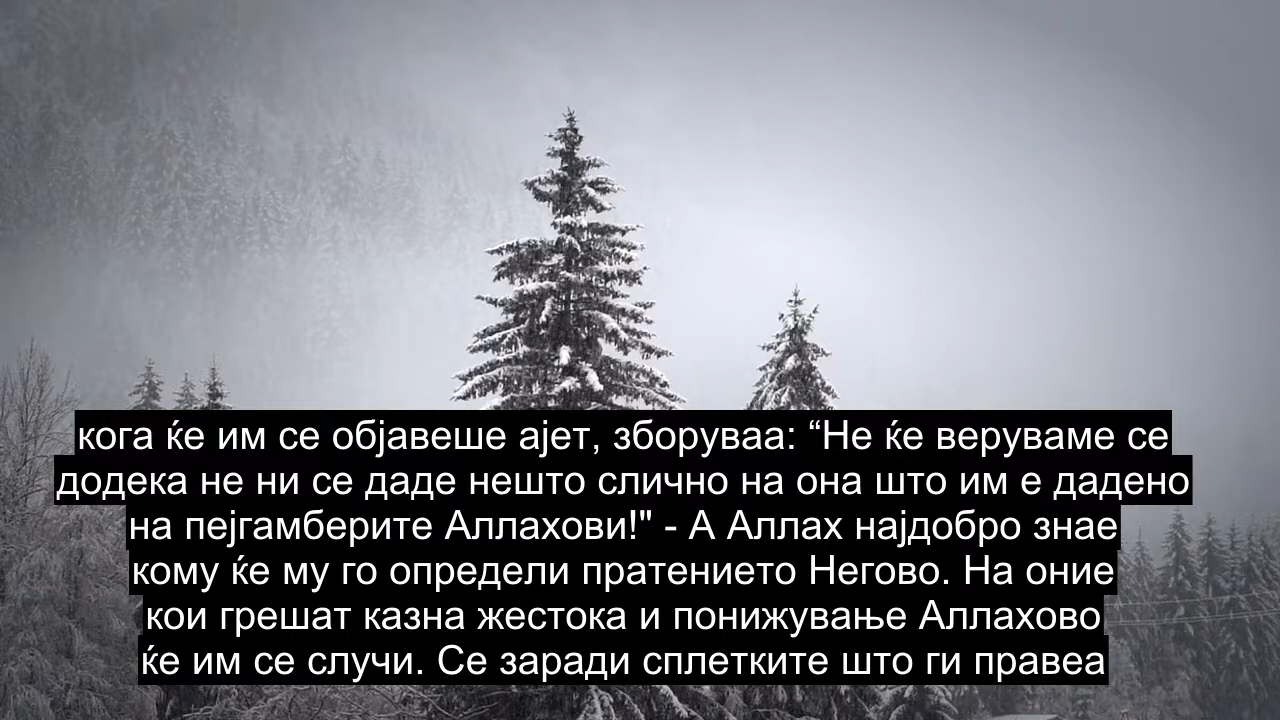 кога ќе им се објавеше ајет, зборуваа: “Не ќе веруваме се
додека не ни се даде нешто слично на она што им е дадено
на пејгамберите Аллахови!" - А Аллах најдобро знае
кому ќе му го определи пратението Негово. На оние
кои грешат казна жестока и понижување Аллахово
ќе им се случи. Се заради сплетките што ги правеа